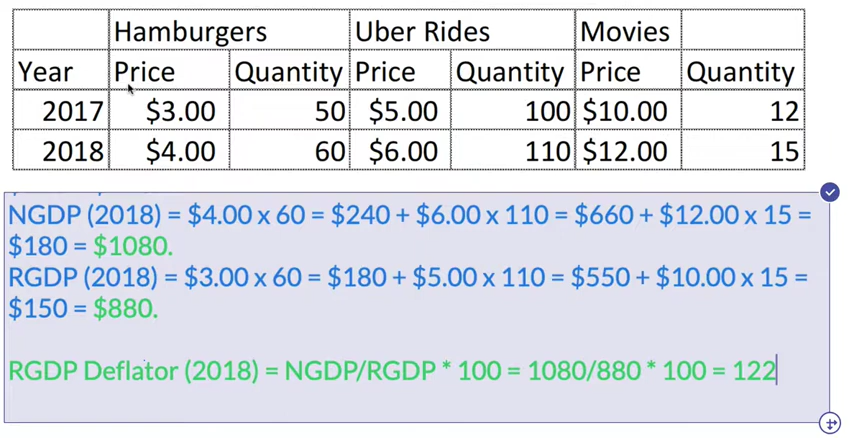 Hamburgers Uber Rides Movies
Year Price Quantity Price Quantity Price Quantity
2017 $3.00 50 $5.00 100 $10.00 12
2018 $4.00 60 $6.00 110 $12.00 15
NGDP (2018) = $4.00 x 60 = $240 + $6.00 x 110 = $660 + $12.00 x 15 =
$180 = $1080.
RGDP (2018) = $3.00 x 60 = $180 + $5.00 x 110 = $550 + $10.00 x 15 =
$150 = $880.
RGDP Deflator (2018) = NGDP/RGDP * 100 = 1080/880 * 100 = 122